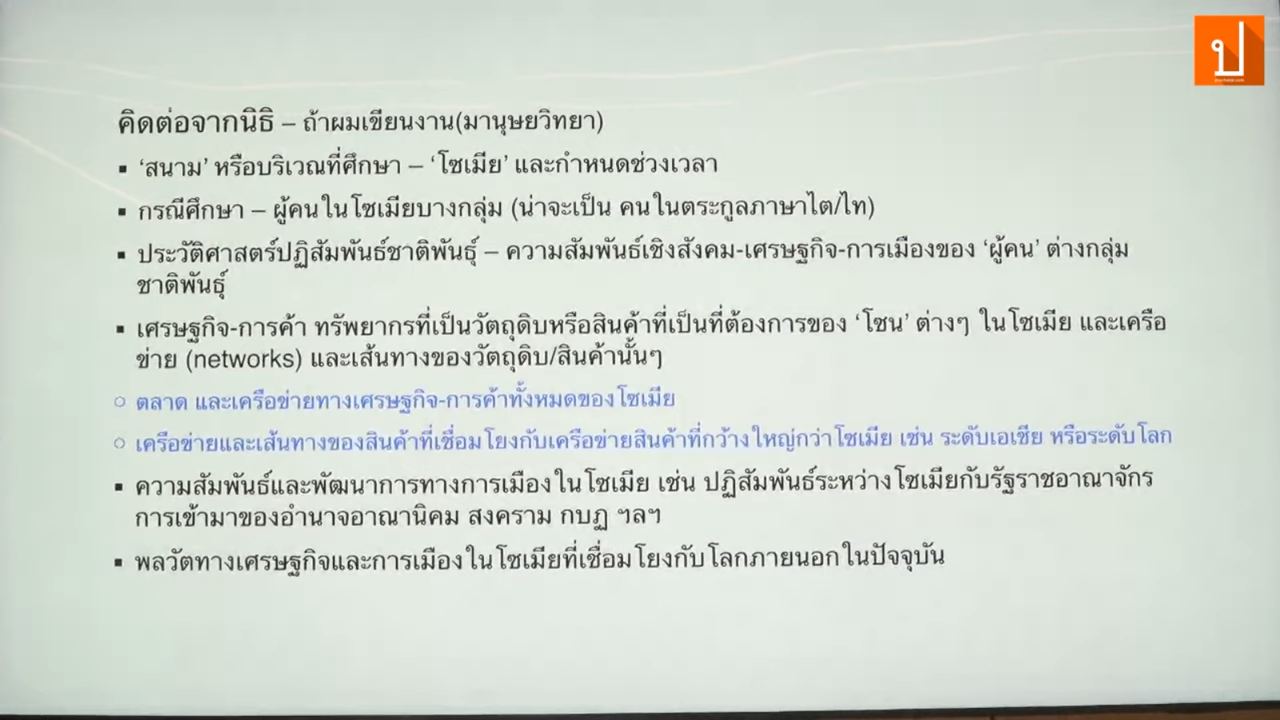 ป
คิดต่อจากนิธิ – ถ้าผมเขียนงาน(มานุษยวิทยา)
▪ ‘สนาม’ หรือบริเวณที่ศึกษา – ‘โซเมีย’ และกำหนดช่วงเวลา
▪ กรณีศึกษา – ผู้คนในโซเมียบางกลุ่ม (น่าจะเป็น คนในตระกูลภาษาไต/ไท)
▪ ประวัติศาสตร์ปฏิสัมพันธ์ชาติพันธุ์ – ความสัมพันธ์เชิงสังคม-เศรษฐกิจ-การเมืองของ ‘ผู้คน’ ต่างกลุ่ม
ชาติพันธุ์
▪ เศรษฐกิจ-การค้า ทรัพยากรที่เป็นวัตถุดิบหรือสินค้าที่เป็นที่ต้องการของ ‘โซน’ ต่างๆ ในโซเมีย และเครือ
ข่าย (networks) และเส้นทางของวัตถุดิบ/สินค้านั้นๆ
○ ตลาด และเครือข่ายทางเศรษฐกิจ-การค้าทั้งหมดของโซเมีย
○ เครือข่ายและเส้นทางของสินค้าที่เชื่อมโยงกับเครือข่ายสินค้าที่กว้างใหญ่กว่าโซเมีย เช่น ระดับเอเชีย หรือระดับโลก
▪ ความสัมพันธ์และพัฒนาการทางการเมืองในโซเมีย เช่น ปฏิสัมพันธ์ระหว่างโซเมียกับรัฐราชอาณาจักร
การเข้ามาของอำนาจอาณานิคม สงคราม กบฏ ฯลฯ
▪ พลวัตทางเศรษฐกิจและการเมืองในโซเมียที่เชื่อมโยงกับโลกภายนอกในปัจจุบัน